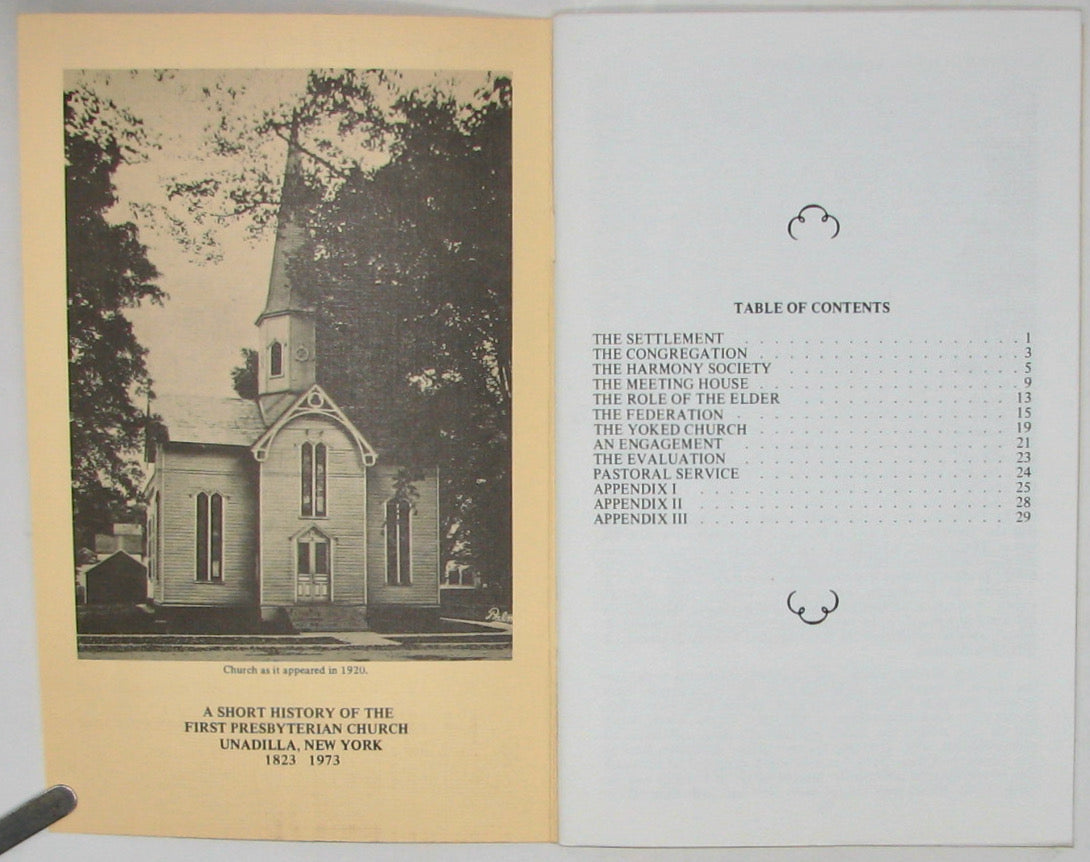 Church as it appeared in 1920.
A SHORT HISTORY OF THE
FIRST PRESBYTERIAN CHURCH
UNADILLA, NEW YORK
1823 1973
TABLE OF CONTENTS
THE SETTLEMENT . . . . . . . . . . . . . . . . . . . . 1
THE CONGREGATION . . . . . . . . . . . . . . . . . . . 3
THE HARMONY SOCIETY . . . . . . . . . . . . . . . . . 5
THE MEETING HOUSE . . . . . . . . . . . . . . . . . . 9
THE ROLE OF THE ELDER . . . . . . . . . . . . . . . . 13
THE FEDERATION . . . . . . . . . . . . . . . . . . . 15
THE YOKED CHURCH . . . . . . . . . . . . . . . . . . 19
AN ENGAGEMENT . . . . . . . . . . . . . . . . . . . 21
THE EVALUATION . . . . . . . . . . . . . . . . . . . 23
PASTORAL SERVICE . . . . . . . . . . . . . . . . . . 24
APPENDIX I . . . . . . . . . . . . . . . . . . . . . 25
APPENDIX II . . . . . . . . . . . . . . . . . . . . 28
APPENDIX III . . . . . . . . . . . . . . . . . . . . 29